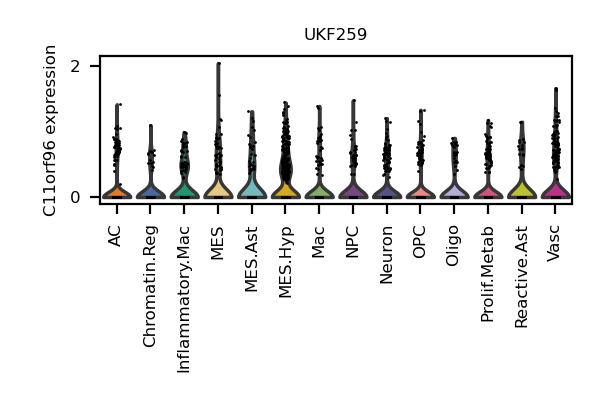 UKF259
C11orf96 expression
2
0
AC
Chromatin.Reg
Inflammatory.Mac
MES
MES.Ast
MES.Hyp
Mac
NPC
Neuron
OPC
Oligo
Prolif.Metab
Reactive.Ast
Vasc